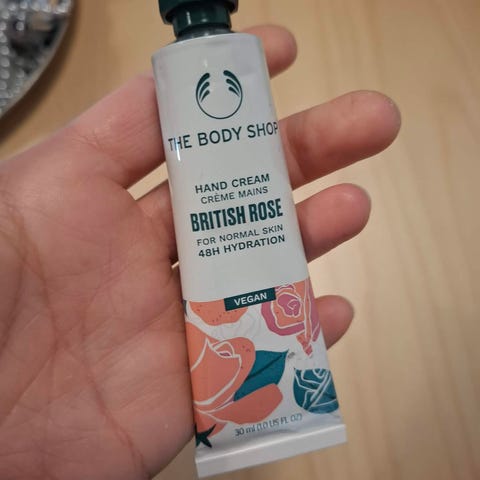 THE BODY SHOP
HAND CREAM
CRÈME MAINS
BRITISH ROSE
FOR NORMAL SKIN
48H HYDRATION
VEGAN
30 ml (1.0 US FL OZ)